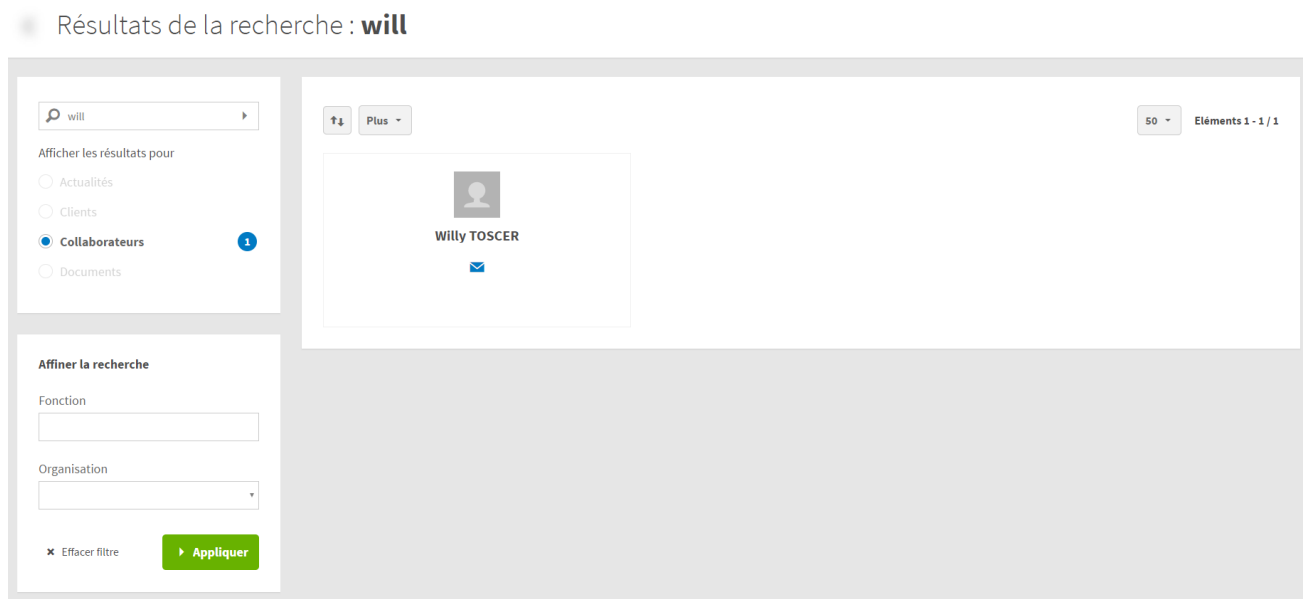 Résultats de la recherche : will
will
Afficher les résultats pour
Actualités
Clients
Collaborateurs 1
Documents
Affiner la recherche
Fonction
Organisation
Effacer filtre
Appliquer
Plus
50 Eléments 1 - 1 / 1
Willy TOSCER